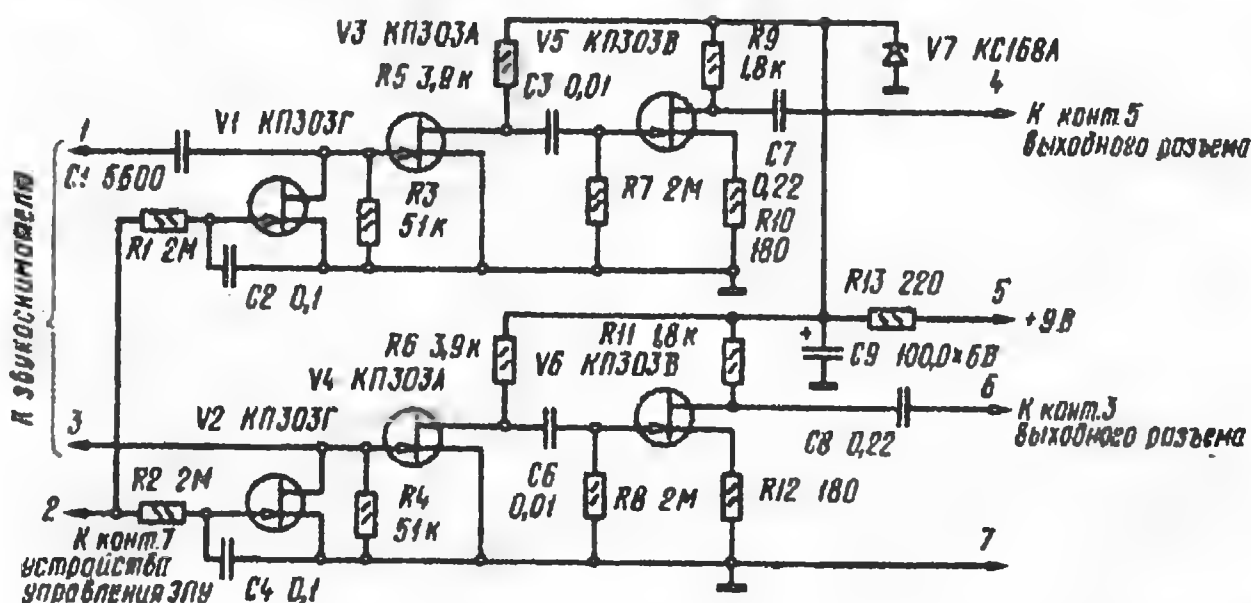 V3 КП303А
R5 3,9к
V5 КП303В
R9
1,8к
V7 КС168А
4
C3 0,01
1
V1 КП303Г
К конт.5
выходного разъема
C1 5600
R3
51к
R7 2М
C7
0,22
R10
180
R1 2М
C2 0,1
К звукоснимателю
R13 220
5
+9В
R6 3,9к
R11 1,8к
V6 КП303В
+
C9 100,0×6В
V4 КП303А
6
3
V2 КП303Г
К конт.3
выходного разъема
C8 0,22
R2 2М
2
R4
51к
C6
0,01
R8 2М
R12 180
К конт.7
устройства
управления ЭПУ
C4 0,1
7